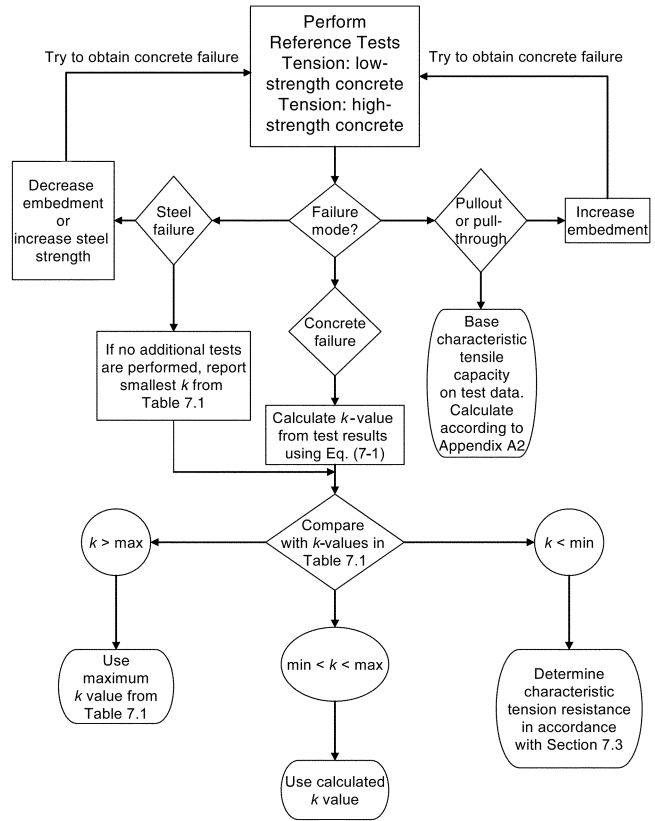 Perform
Reference Tests
Tension: low-
strength concrete
Tension: high-
strength concrete
Try to obtain concrete failure
Try to obtain concrete failure
Decrease
embedment
or
increase steel
strength
Steel
failure
Failure
mode?
Pullout
or pull-
through
Increase
embedment
Concrete
failure
If no additional tests
are performed, report
smallest k from
Table 7.1
Base
characteristic
tensile
capacity
on test data.
Calculate
according to
Appendix A2
Calculate k-value
from test results
using Eq. (7-1)
Compare
with k-values in
Table 7.1
k > max
k < min
min < k < max
Use
maximum
k value from
Table 7.1
Determine
characteristic
tension resistance
in accordance
with Section 7.3
Use calculated
k value